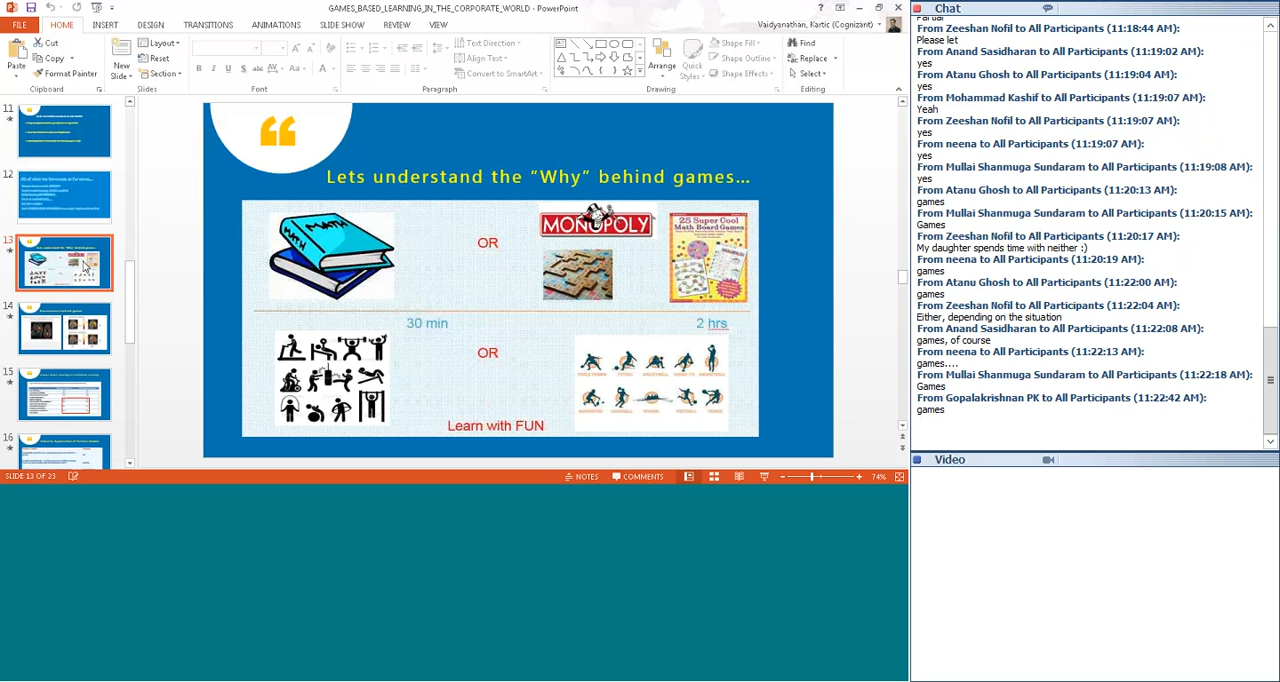 GAMES_BASED_LEARNING_IN_THE_CORPORATE_WORLD - PowerPoint
FILE HOME INSERT DESIGN TRANSITIONS ANIMATIONS SLIDE SHOW REVIEW VIEW
Vaidyanathan, Kartic (Cognizant)
Paste
Cut
Copy
Format Painter
Clipboard
New
Slide
Layout
Reset
Section
Slides
Font
Text Direction
Align Text
Convert to SmartArt
Paragraph
Arrange
Quick
Styles
Shape Fill
Shape Outline
Shape Effects
Drawing
Find
Replace
Select
Editing
11
12
13
14
15
16
Lets understand the “Why” behind games…
MATH
MATH
OR
MONOPOLY
25 Super Cool
Math Board Games
30 min
2 hrs
OR
Learn with FUN
SLIDE 13 OF 23
NOTES
COMMENTS
74%
Chat
From Zeeshan Nofil to All Participants (11:18:44 AM):
Please let
From Anand Sasidharan to All Participants (11:19:02 AM):
yes
From Atanu Ghosh to All Participants (11:19:04 AM):
yes
From Mohammad Kashif to All Participants (11:19:07 AM):
Yeah
From Zeeshan Nofil to All Participants (11:19:07 AM):
yes
From neena to All Participants (11:19:07 AM):
yes
From Mullai Shanmuga Sundaram to All Participants (11:19:08 AM):
yes
From Atanu Ghosh to All Participants (11:20:13 AM):
games
From Mullai Shanmuga Sundaram to All Participants (11:20:15 AM):
Games
From Zeeshan Nofil to All Participants (11:20:17 AM):
My daughter spends time with neither :)
From neena to All Participants (11:20:19 AM):
games
From Atanu Ghosh to All Participants (11:22:00 AM):
games
From Zeeshan Nofil to All Participants (11:22:04 AM):
Either, depending on the situation
From Anand Sasidharan to All Participants (11:22:08 AM):
games, of course
From neena to All Participants (11:22:13 AM):
games....
From Mullai Shanmuga Sundaram to All Participants (11:22:18 AM):
Games
From Gopalakrishnan PK to All Participants (11:22:42 AM):
games
Video